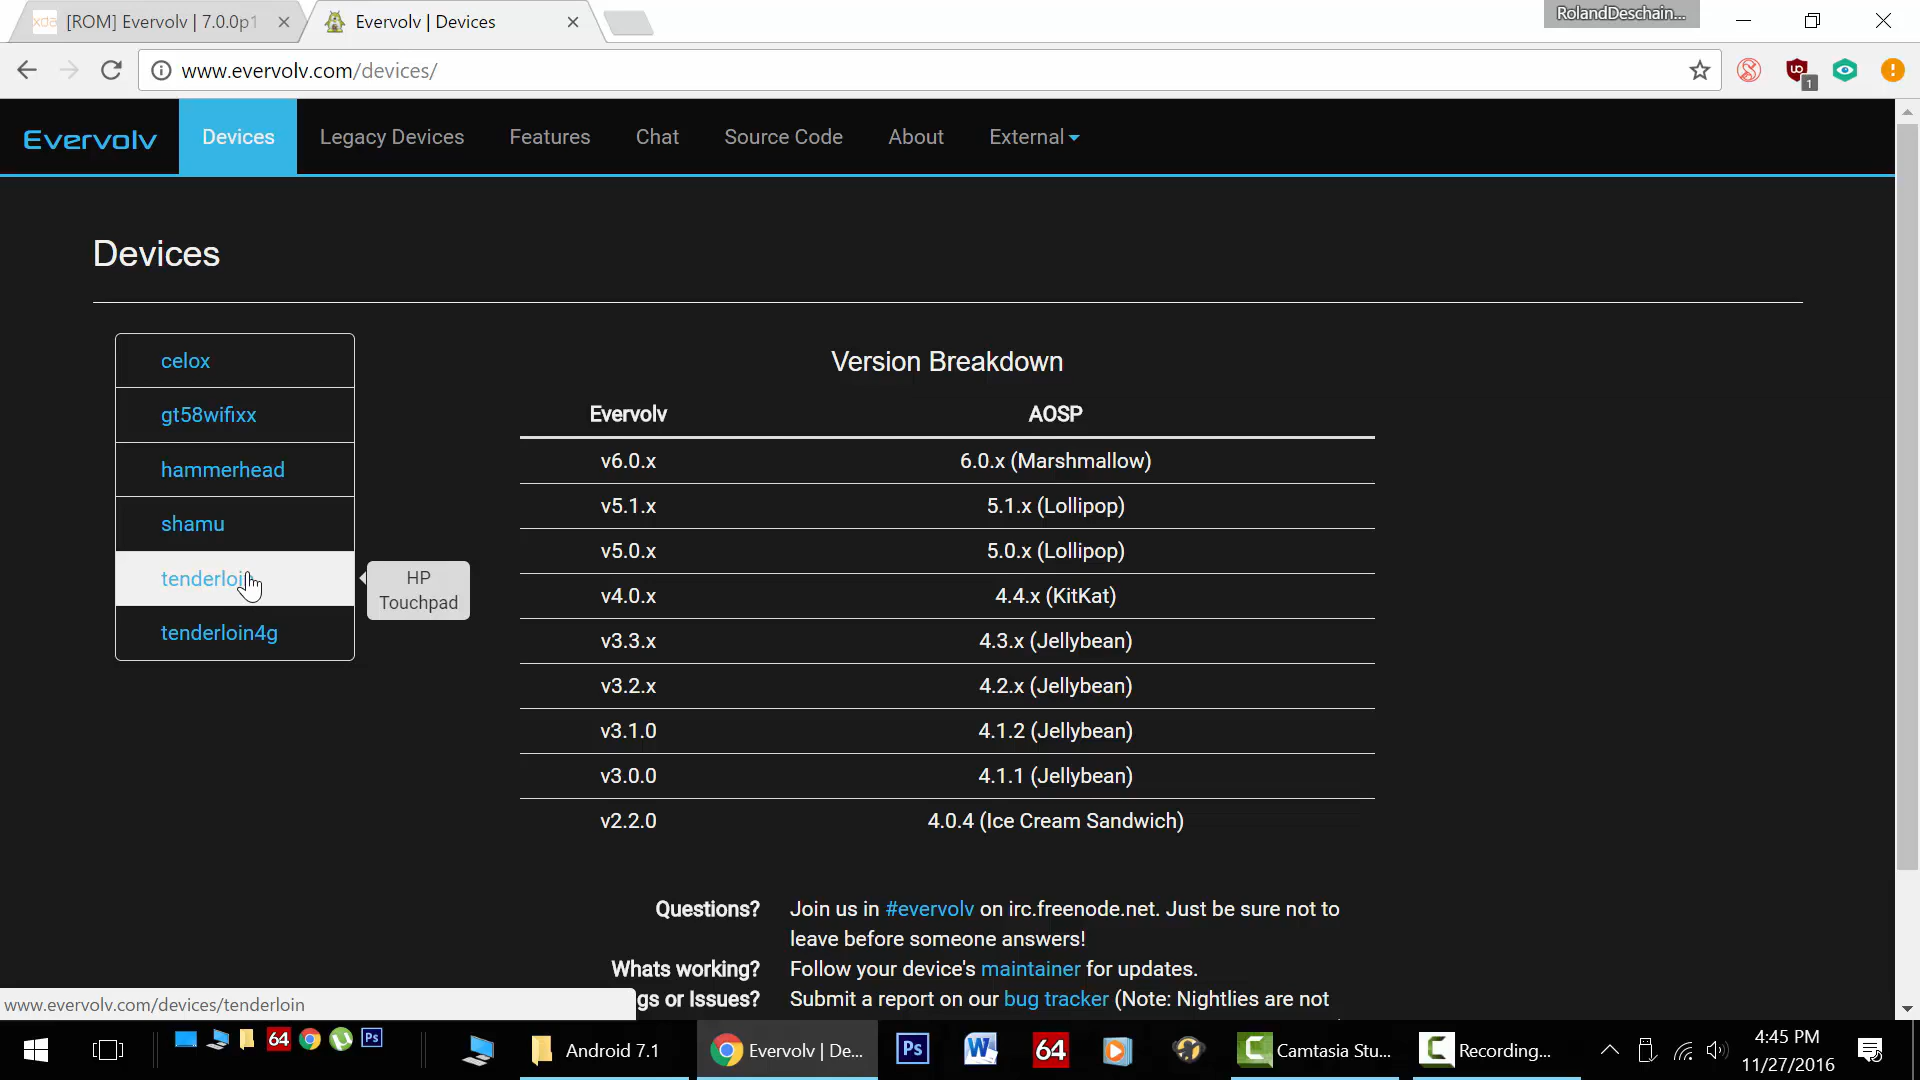 [ROM] Evervolv | 7.0.0p1
Evervolv | Devices
RolandDeschain...
www.evervolv.com/devices/
Evervolv
Devices
Legacy Devices
Features
Chat
Source Code
About
External
Devices
celox
gt58wifixx
hammerhead
shamu
tenderloin
tenderloin4g
HP
Touchpad
Version Breakdown
Evervolv AOSP
v6.0.x 6.0.x (Marshmallow)
v5.1.x 5.1.x (Lollipop)
v5.0.x 5.0.x (Lollipop)
v4.0.x 4.4.x (KitKat)
v3.3.x 4.3.x (Jellybean)
v3.2.x 4.2.x (Jellybean)
v3.1.0 4.1.2 (Jellybean)
v3.0.0 4.1.1 (Jellybean)
v2.2.0 4.0.4 (Ice Cream Sandwich)
Questions? Join us in #evervolv on irc.freenode.net. Just be sure not to
leave before someone answers!
Whats working? Follow your device's maintainer for updates.
gs or Issues? Submit a report on our bug tracker (Note: Nightlies are not
www.evervolv.com/devices/tenderloin
64
Ps
Android 7.1
Evervolv | De...
Ps
W
64
Camtasia Stu...
Recording...
4:45 PM
11/27/2016